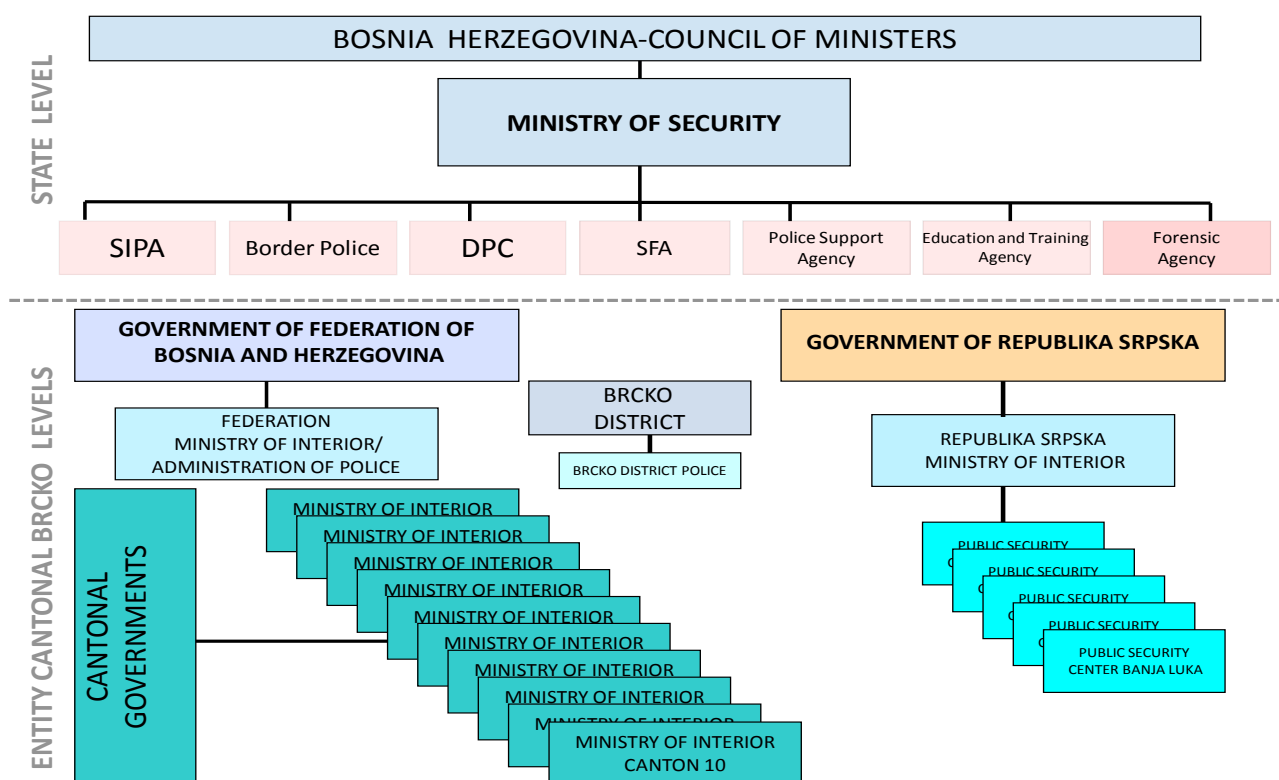 STATE LEVEL
BOSNIA HERZEGOVINA-COUNCIL OF MINISTERS
MINISTRY OF SECURITY
SIPA
Border Police
DPC
SFA
Police Support
Agency
Education and Training
Agency
Forensic
Agency
ENTITY CANTONAL BRCKO LEVELS
GOVERNMENT OF FEDERATION OF
BOSNIA AND HERZEGOVINA
GOVERNMENT OF REPUBLIKA SRPSKA
BRCKO
DISTRICT
FEDERATION
MINISTRY OF INTERIOR/
ADMINISTRATION OF POLICE
BRCKO DISTRICT POLICE
REPUBLIKA SRPSKA
MINISTRY OF INTERIOR
CANTONAL
GOVERNMENTS
MINISTRY OF INTERIOR
MINISTRY OF INTERIOR
MINISTRY OF INTERIOR
MINISTRY OF INTERIOR
MINISTRY OF INTERIOR
MINISTRY OF INTERIOR
MINISTRY OF INTERIOR
MINISTRY OF INTERIOR
MINISTRY OF INTERIOR
MINISTRY OF INTERIOR
CANTON 10
PUBLIC SECURITY
PUBLIC SECURITY
PUBLIC SECURITY
PUBLIC SECURITY
PUBLIC SECURITY
CENTER BANJA LUKA